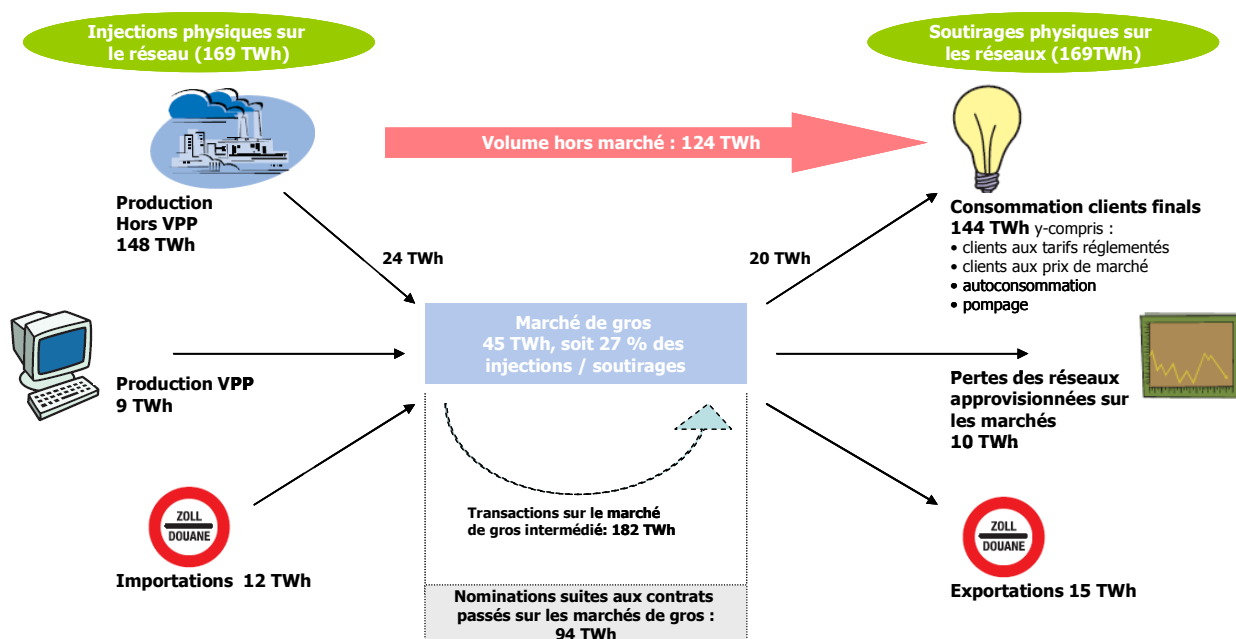 Injections physiques sur
le réseau (169 TWh)
Soutirages physiques sur
les réseaux (169TWh)
Volume hors marché : 124 TWh
Production
Hors VPP
148 TWh
Consommation clients finals
144 TWh y-compris :
• clients aux tarifs réglementés
• clients aux prix de marché
• autoconsommation
• pompage
24 TWh
20 TWh
Marché de gros
45 TWh, soit 27 % des
injections / soutirages
Production VPP
9 TWh
Pertes des réseaux
approvisionnées sur
les marchés
10 TWh
Transactions sur le marché
de gros intermédié: 182 TWh
ZOLL
DOUANE
Importations 12 TWh
ZOLL
DOUANE
Exportations 15 TWh
Nominations suites aux contrats
passés sur les marchés de gros :
94 TWh